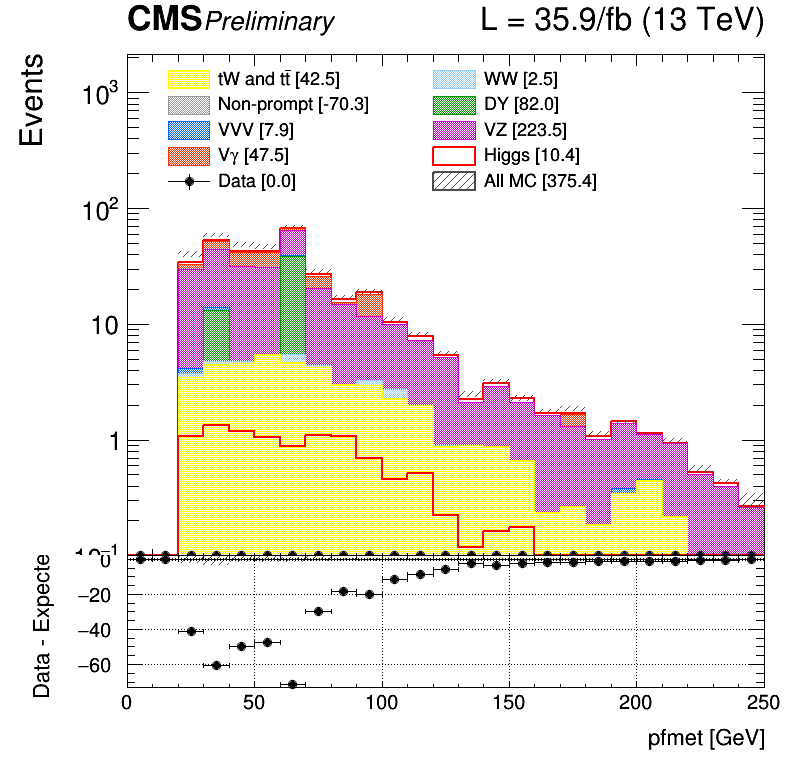 CMS Preliminary L = 35.9/fb (13 TeV)
Events
tW and tt̄ [42.5] WW [2.5]
Non-prompt [-70.3] DY [82.0]
VVV [7.9] VZ [223.5]
Vγ [47.5] Higgs [10.4]
Data [0.0] All MC [375.4]
10³
10²
10
1
Data - Expecte
0
−20
−40
−60
0 50 100 150 200 250
pfmet [GeV]